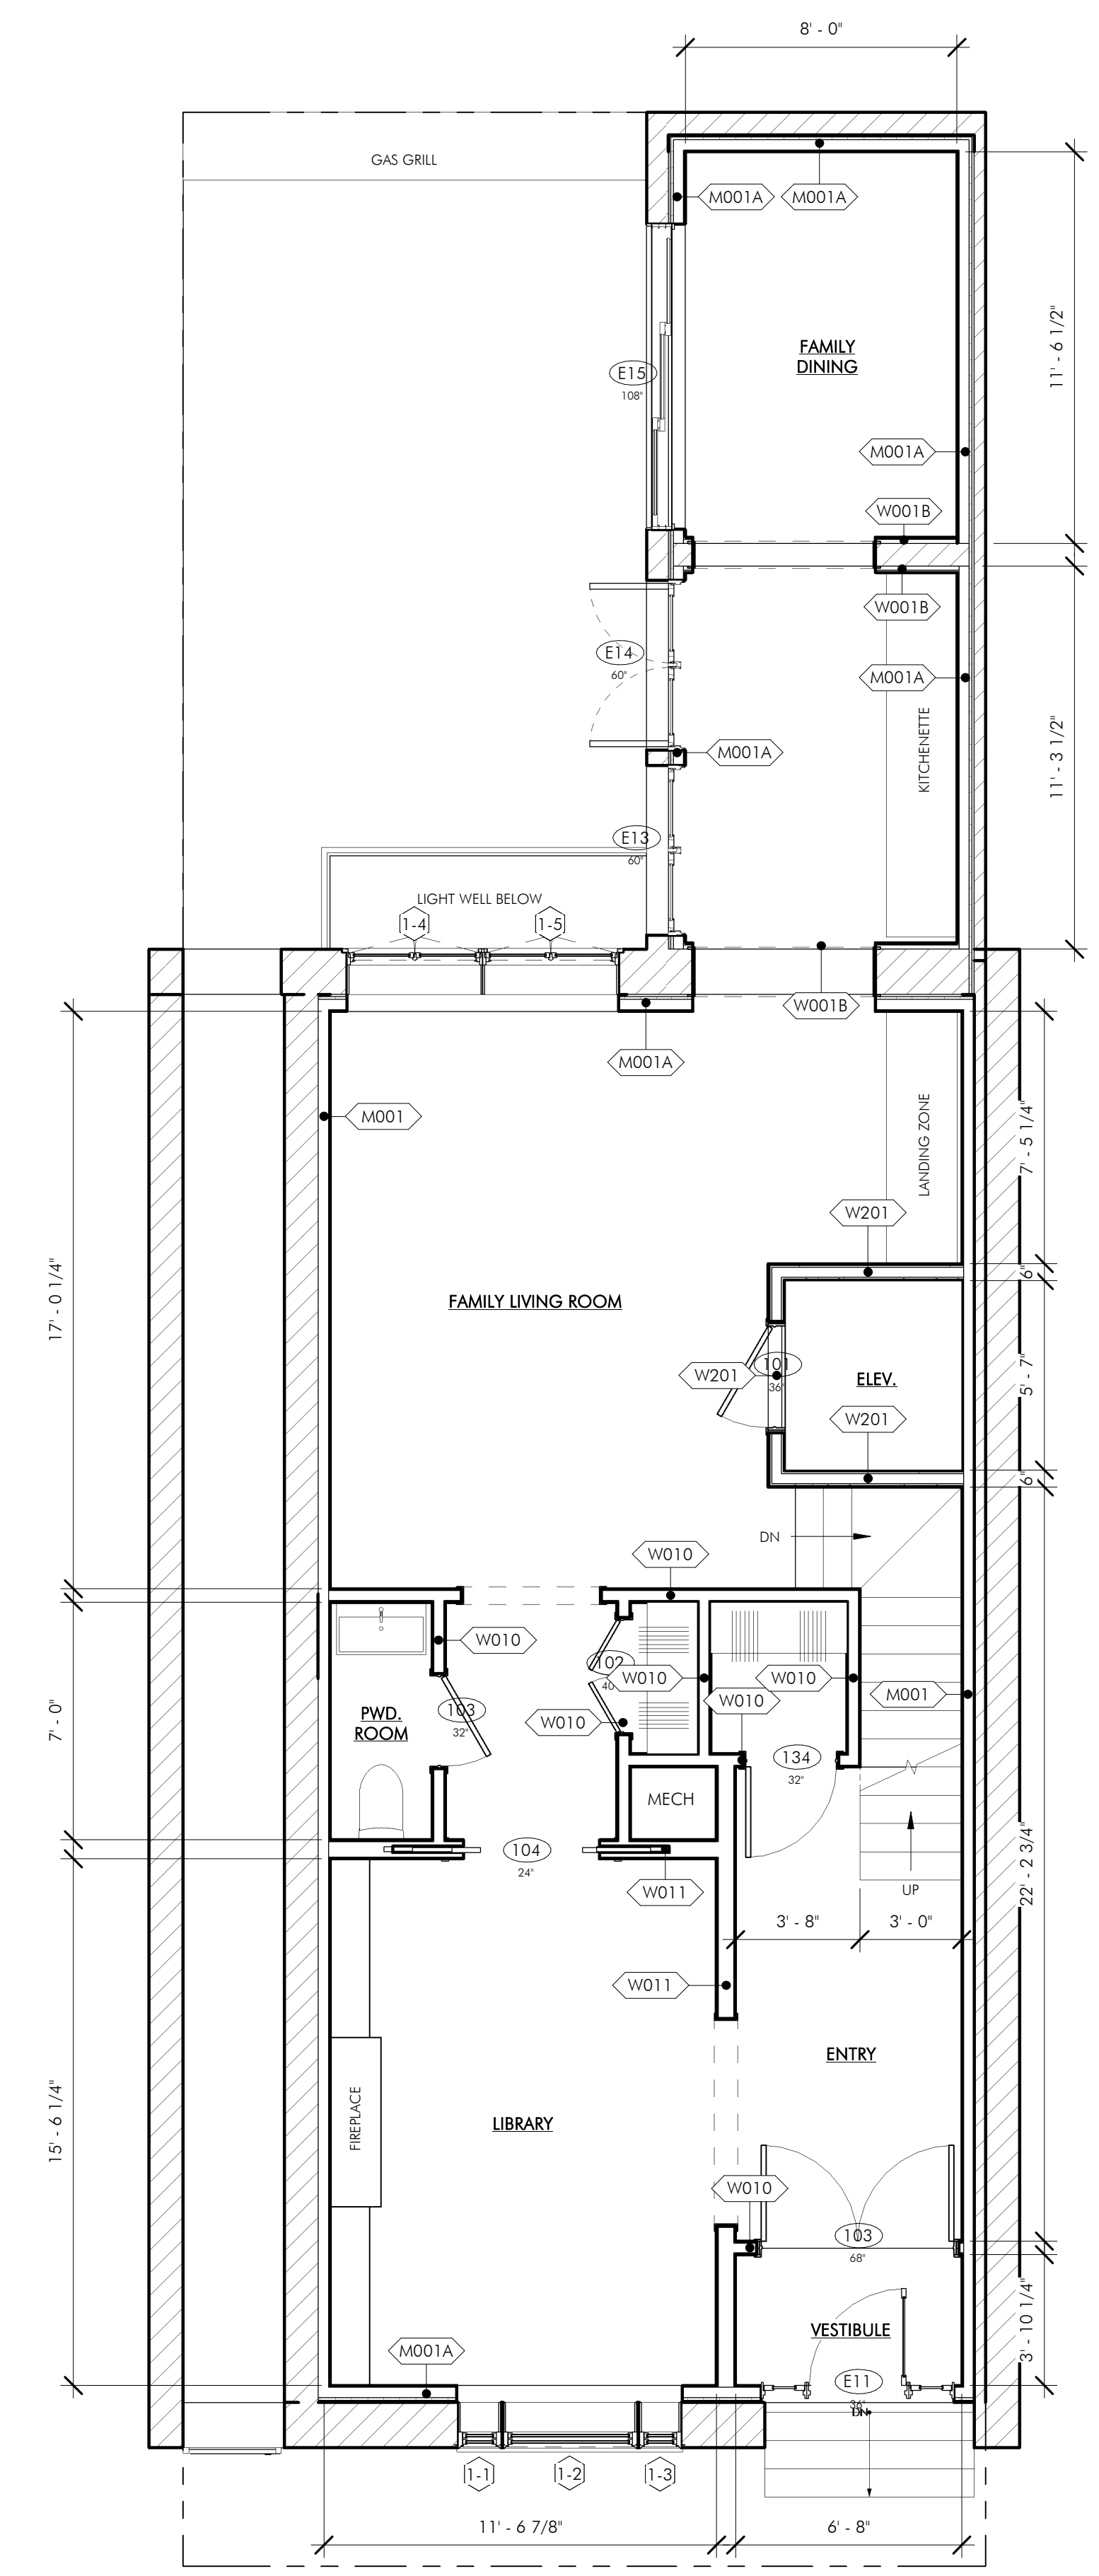 8' - 0"
GAS GRILL
M001A
M001A
11' - 6 1/2"
FAMILY
DINING
E15
108"
M001A
W001B
W001B
E14
60"
M001A
KITCHENETTE
M001A
11' - 3 1/2"
E13
60"
LIGHT WELL BELOW
1-4
1-5
W001B
M001A
M001
LANDING ZONE
7' - 5 1/4"
W201
6"
17' - 0 1/4"
FAMILY LIVING ROOM
101
36"
W201
ELEV.
5' - 7"
W201
6"
DN
W010
W010
102
40"
W010
W010
W010
M001
103
32"
PWD.
ROOM
7' - 0"
W010
134
32"
MECH
104
24"
W011
UP
22' - 2 3/4"
3' - 8"
3' - 0"
W011
ENTRY
FIREPLACE
LIBRARY
15' - 6 1/4"
W010
103
68"
VESTIBULE
3' - 10 1/4"
M001A
E11
36"
DN
1-1
1-2
1-3
11' - 6 7/8"
6' - 8"